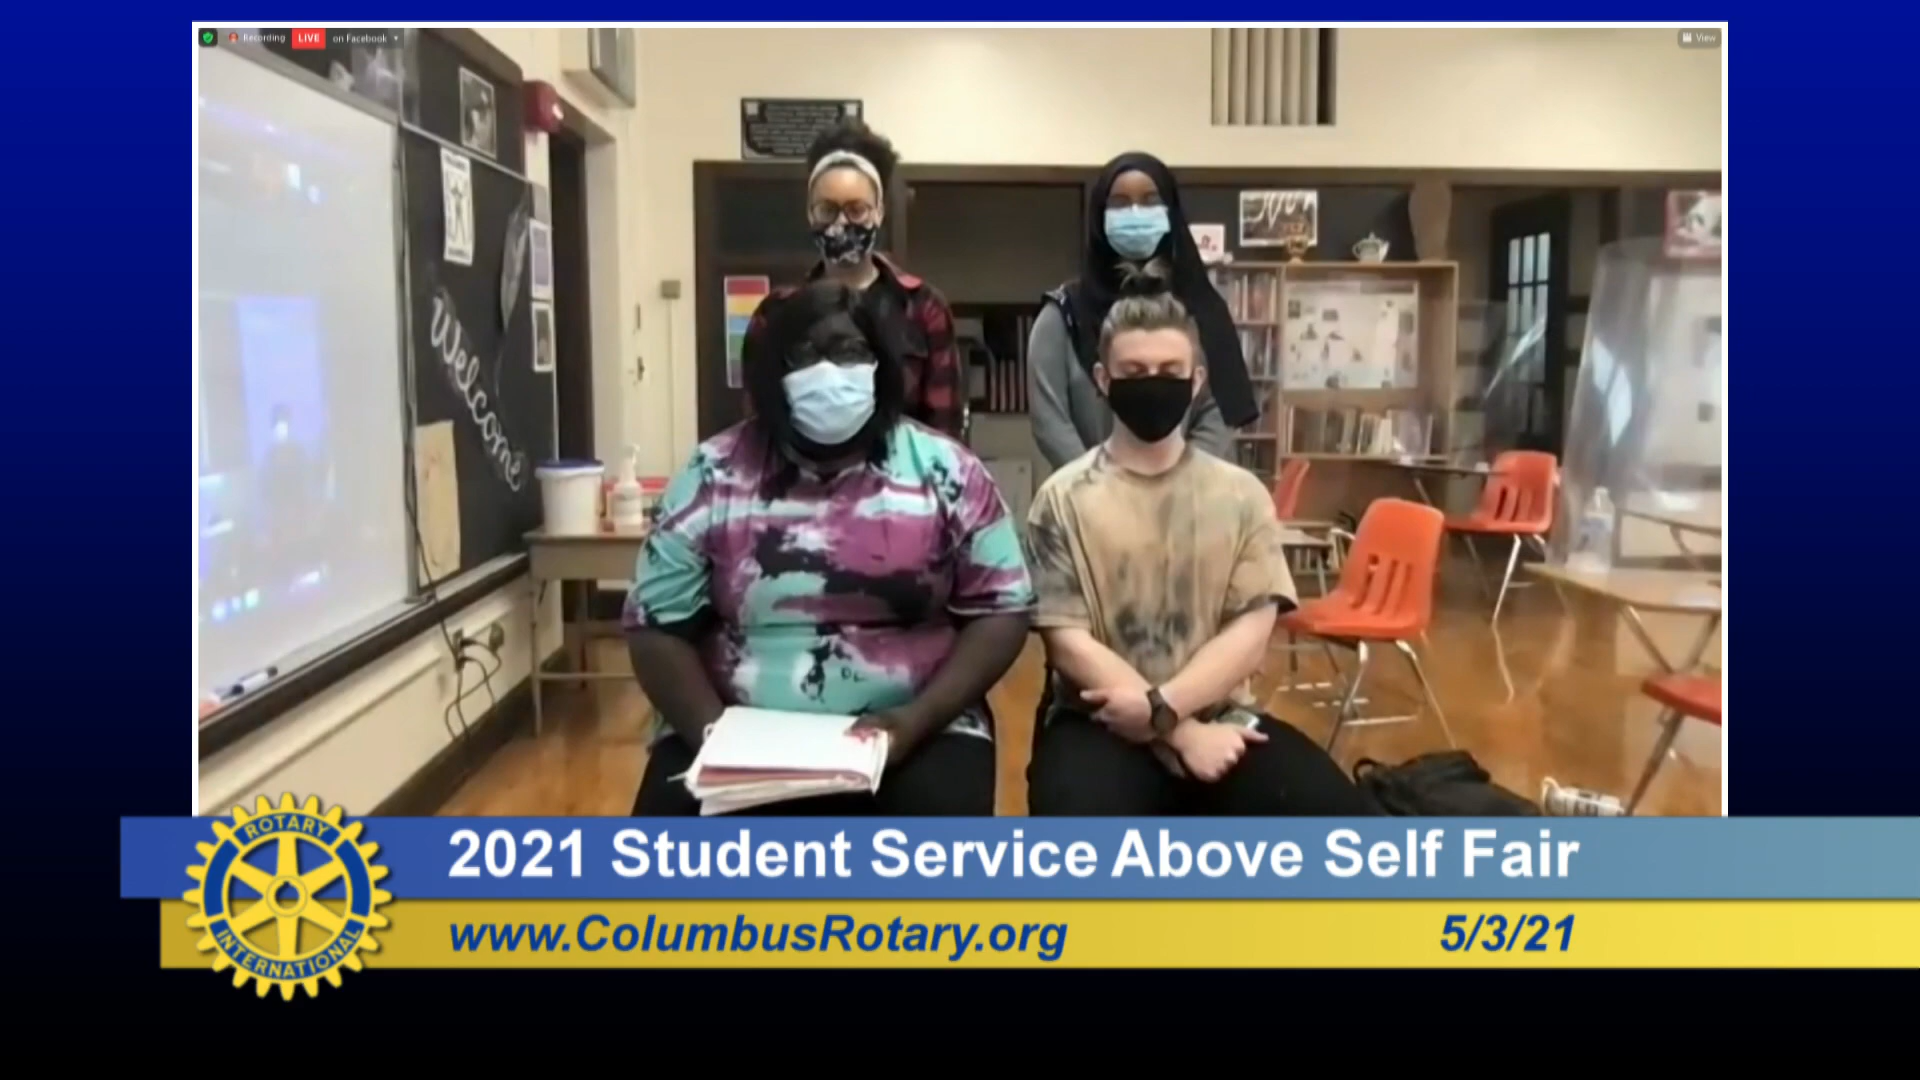 Recording LIVE on Facebook
View
Welcome
2021 Student Service Above Self Fair
www.ColumbusRotary.org 5/3/21
ROTARY
INTERNATIONAL